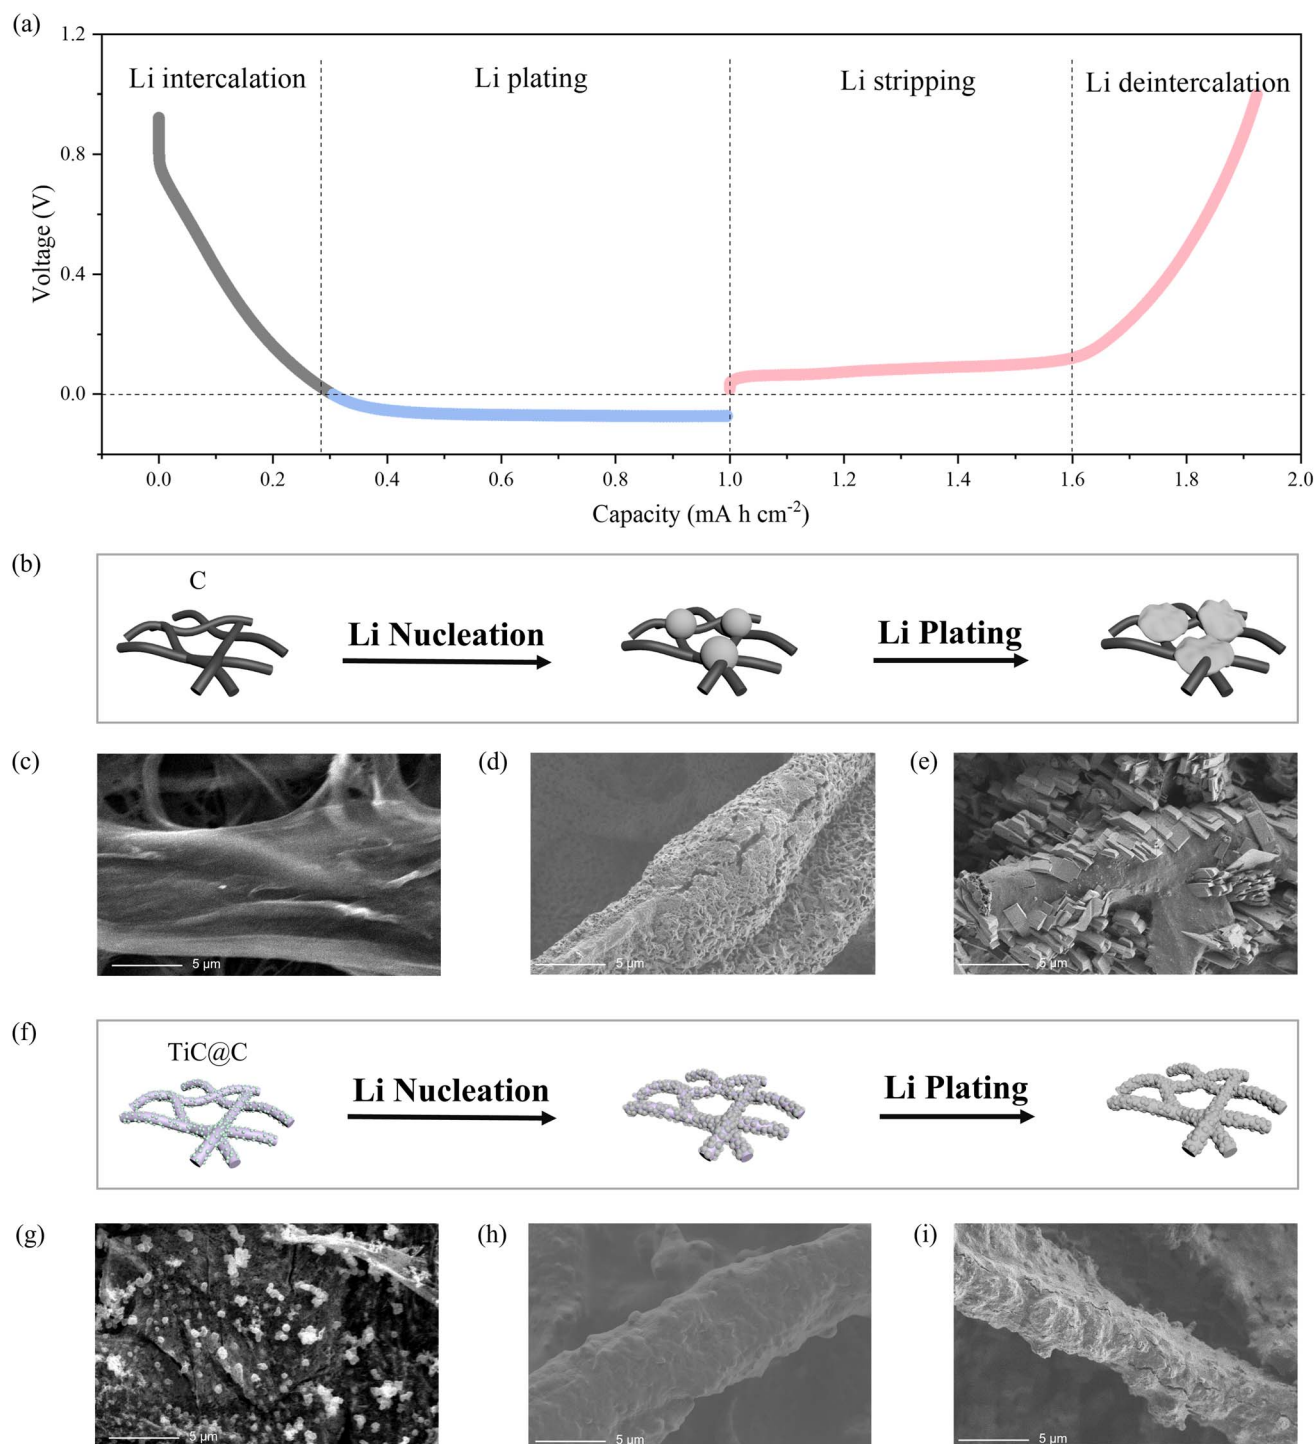 (a)
1.2
Li intercalation
Li plating
Li stripping
Li deintercalation
0.8
0.4
0.0
Voltage (V)
0.0 0.2 0.4 0.6 0.8 1.0 1.2 1.4 1.6 1.8 2.0
Capacity (mA h cm⁻²)
(b)
C
Li Nucleation
Li Plating
(c)
(d)
(e)
5 µm
5 µm
5 µm
(f)
TiC@C
Li Nucleation
Li Plating
(g)
(h)
(i)
5 µm
5 µm
5 µm